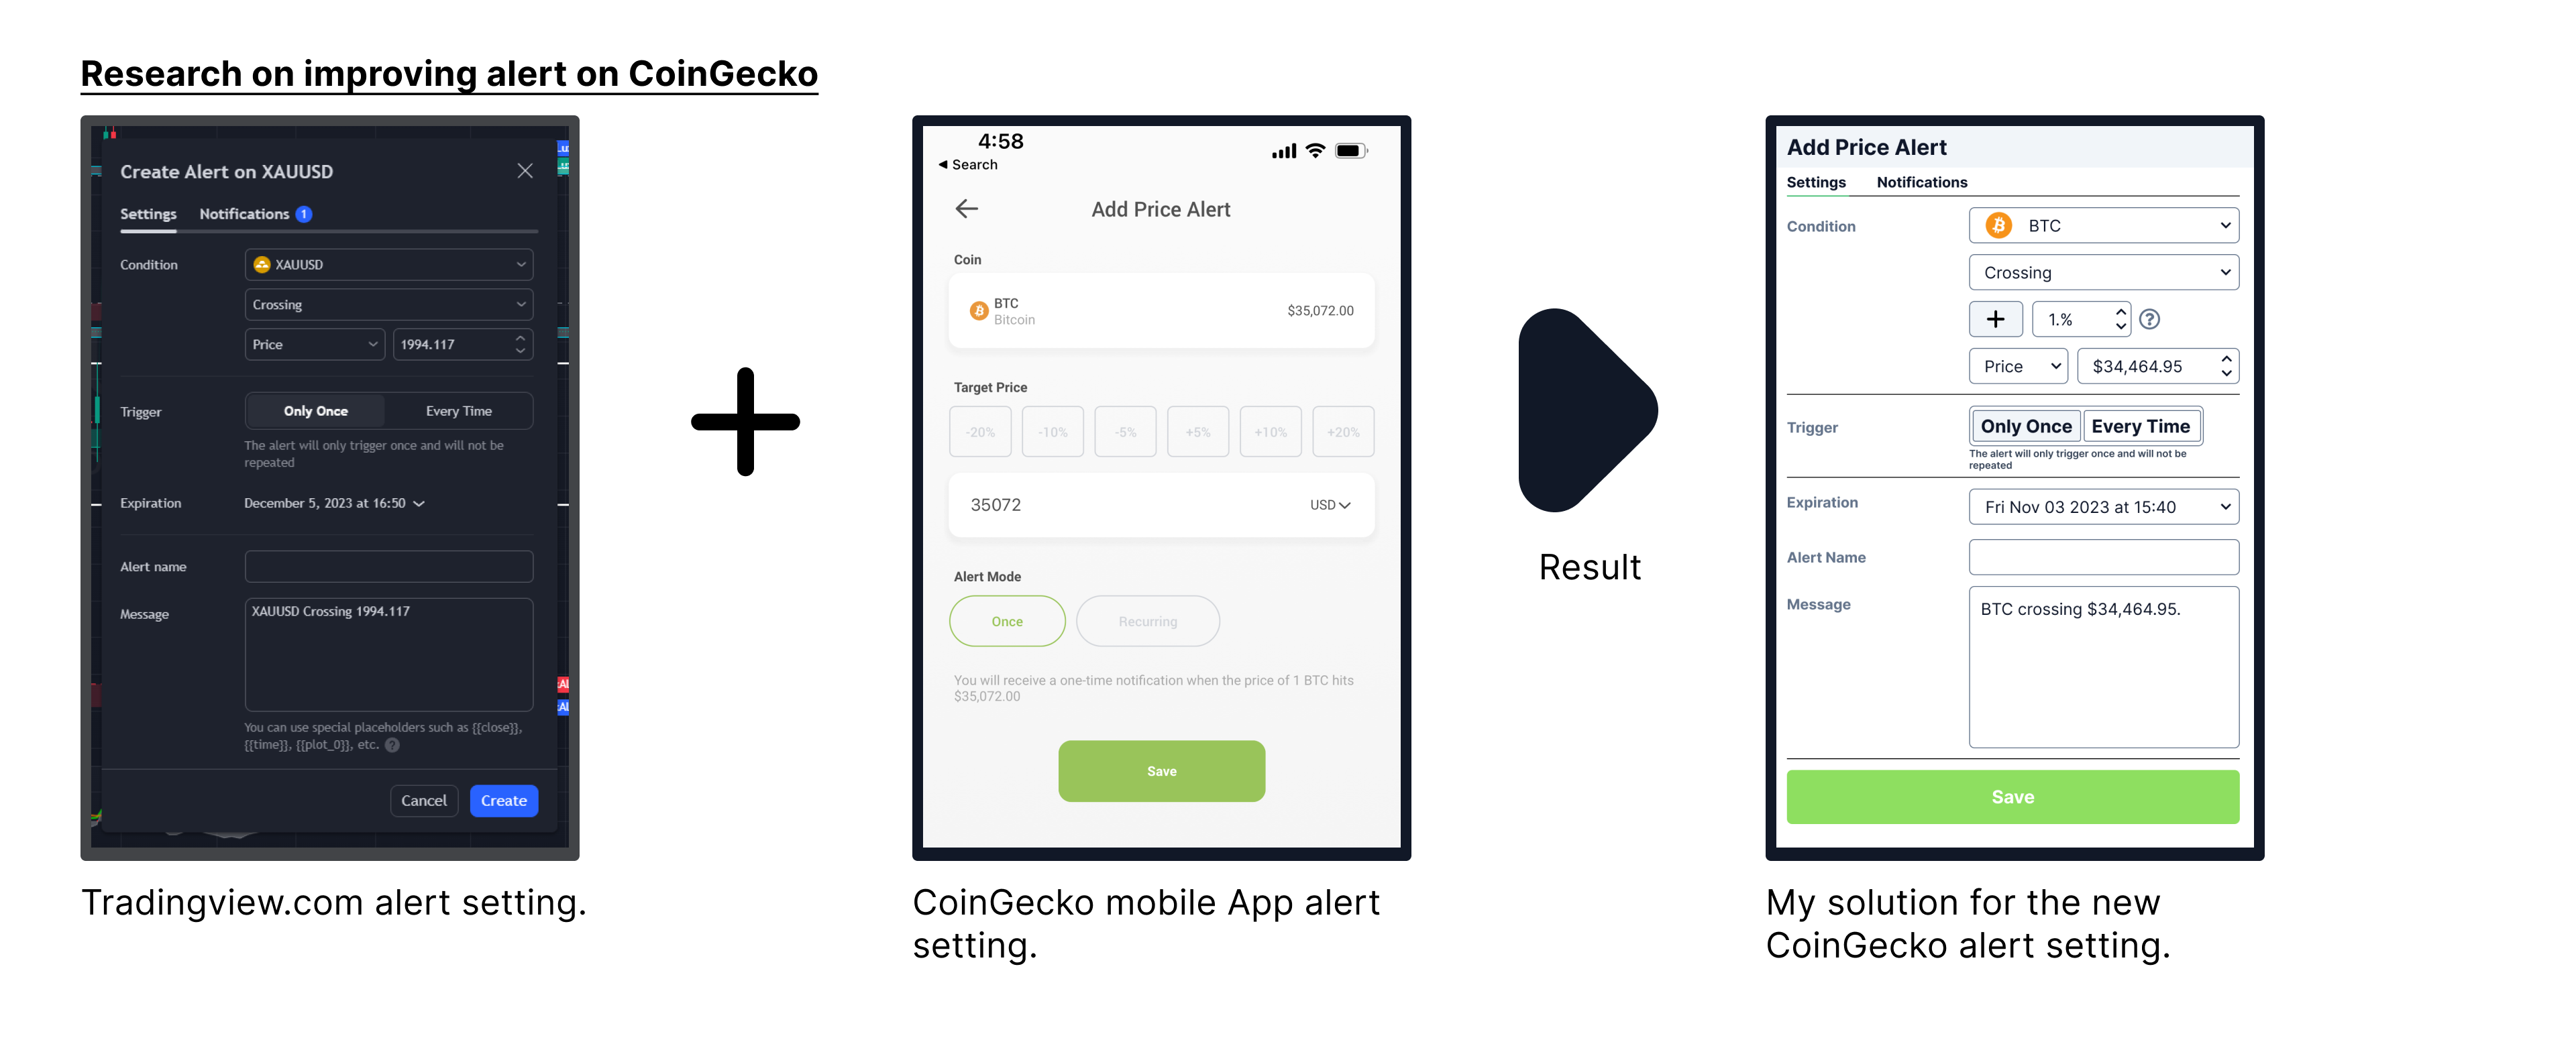 Research on improving alert on CoinGecko
Create Alert on XAUUSD
Settings
Notifications 1
Condition
XAUUSD
Crossing
Price
1994.117
Trigger
Only Once
Every Time
The alert will only trigger once and will not be
repeated
Expiration
December 5, 2023 at 16:50
Alert name
Message
XAUUSD Crossing 1994.117
You can use special placeholders such as {{close}},
{{time}}, {{plot_0}}, etc. ?
Cancel
Create
Tradingview.com alert setting.
4:58
◀ Search
Add Price Alert
Coin
BTC
Bitcoin
$35,072.00
Target Price
-20%
-10%
-5%
+5%
+10%
+20%
35072
USD
Alert Mode
Once
Recurring
You will receive a one-time notification when the price of 1 BTC hits
$35,072.00
Save
CoinGecko mobile App alert
setting.
Result
Add Price Alert
Settings
Notifications
Condition
BTC
Crossing
+
1.%
?
Price
$34,464.95
Trigger
Only Once
Every Time
The alert will only trigger once and will not be
repeated
Expiration
Fri Nov 03 2023 at 15:40
Alert Name
Message
BTC crossing $34,464.95.
Save
My solution for the new
CoinGecko alert setting.